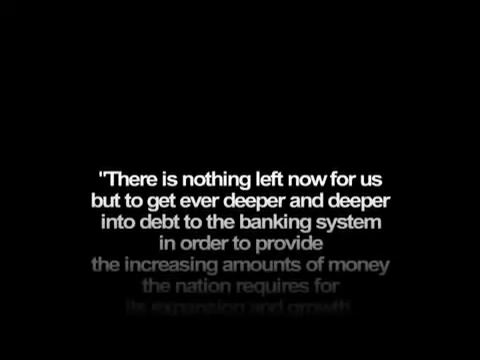 "There is nothing left now for us
but to get ever deeper and deeper
into debt to the banking system
in order to provide
the increasing amounts of money
the nation requires for
its expansion and growth